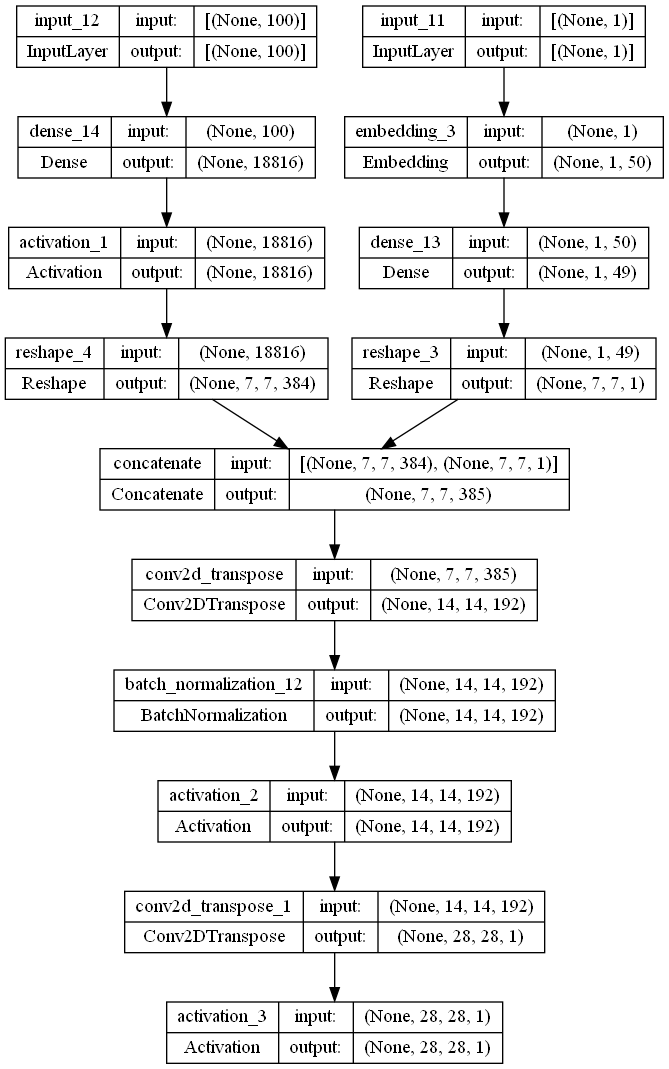 input_12 input: [(None, 100)]
InputLayer output: [(None, 100)]
input_11 input: [(None, 1)]
InputLayer output: [(None, 1)]
dense_14 input: (None, 100)
Dense output: (None, 18816)
embedding_3 input: (None, 1)
Embedding output: (None, 1, 50)
activation_1 input: (None, 18816)
Activation output: (None, 18816)
dense_13 input: (None, 1, 50)
Dense output: (None, 1, 49)
reshape_4 input: (None, 18816)
Reshape output: (None, 7, 7, 384)
reshape_3 input: (None, 1, 49)
Reshape output: (None, 7, 7, 1)
concatenate input: [(None, 7, 7, 384), (None, 7, 7, 1)]
Concatenate output: (None, 7, 7, 385)
conv2d_transpose input: (None, 7, 7, 385)
Conv2DTranspose output: (None, 14, 14, 192)
batch_normalization_12 input: (None, 14, 14, 192)
BatchNormalization output: (None, 14, 14, 192)
activation_2 input: (None, 14, 14, 192)
Activation output: (None, 14, 14, 192)
conv2d_transpose_1 input: (None, 14, 14, 192)
Conv2DTranspose output: (None, 28, 28, 1)
activation_3 input: (None, 28, 28, 1)
Activation output: (None, 28, 28, 1)